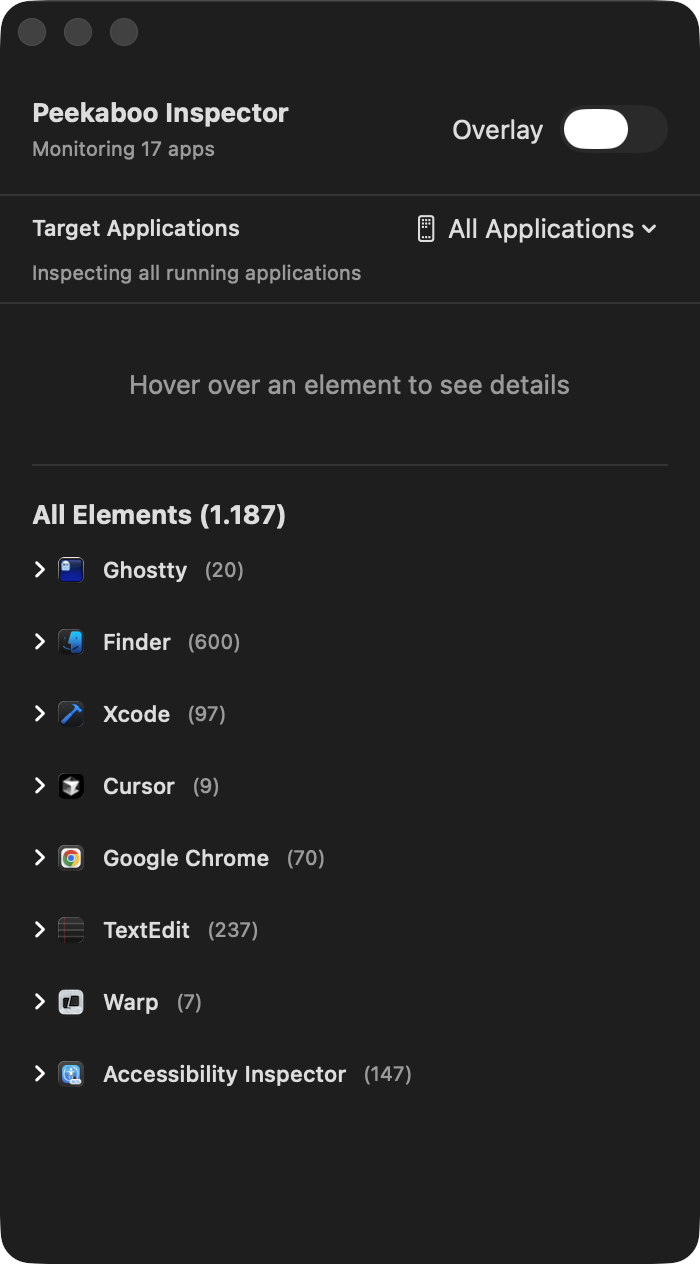 Peekaboo Inspector
Monitoring 17 apps
Overlay
Target Applications
All Applications
Inspecting all running applications
Hover over an element to see details
All Elements (1.187)
Ghostty (20)
Finder (600)
Xcode (97)
Cursor (9)
Google Chrome (70)
TextEdit (237)
Warp (7)
Accessibility Inspector (147)